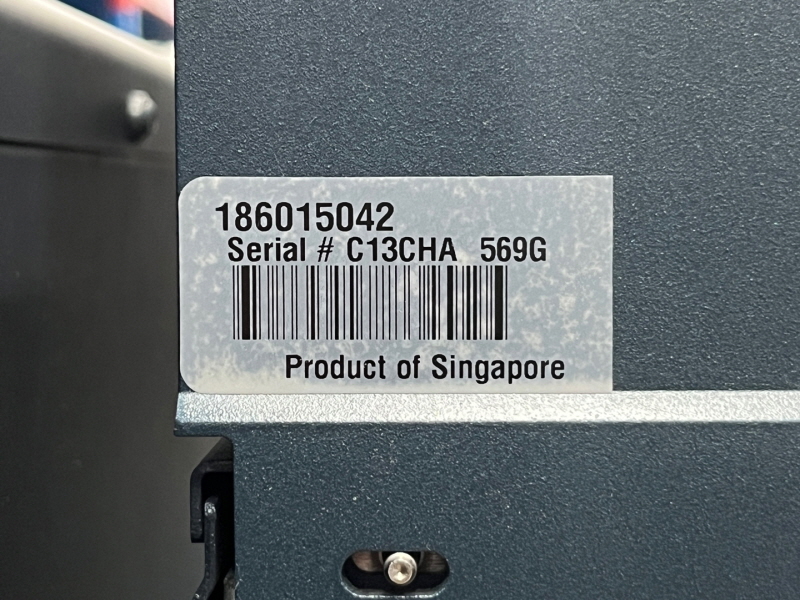 186015042
Serial # C13CHA 569G
Product of Singapore